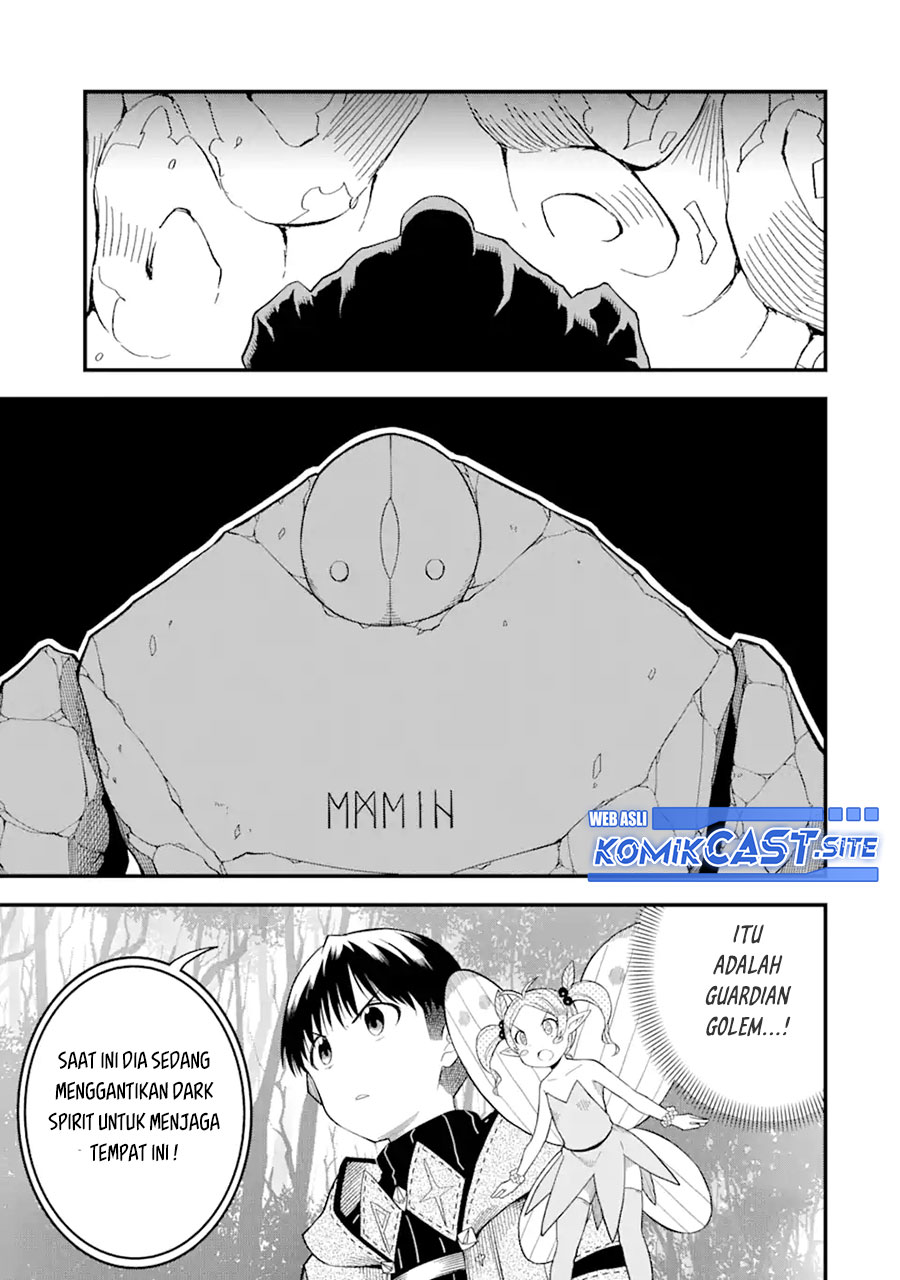 ᛖᛗᛖᛁᚺ
WEB ASLI
KOMIKCAST.SITE
ITU
ADALAH
GUARDIAN
GOLEM...!
SAAT INI DIA SEDANG
MENGGANTIKAN DARK
SPIRIT UNTUK MENJAGA
TEMPAT INI !